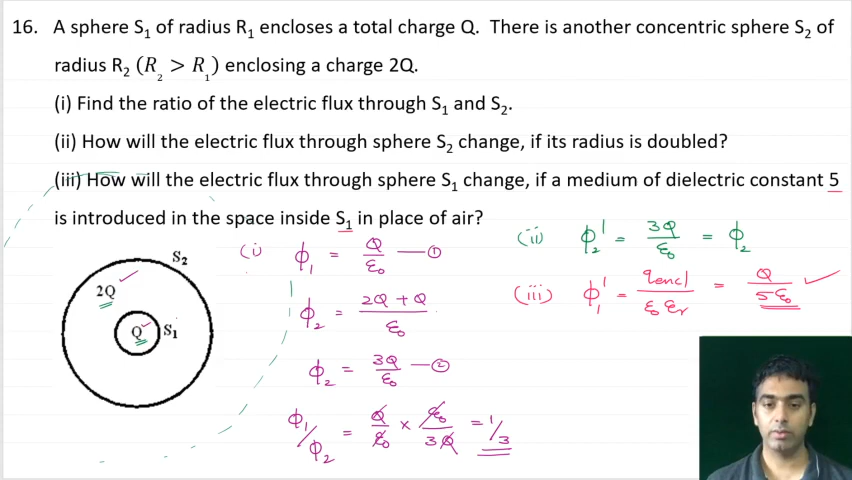 16. A sphere S₁ of radius R₁ encloses a total charge Q. There is another concentric sphere S₂ of
radius R₂ (R₂ > R₁) enclosing a charge 2Q.
(i) Find the ratio of the electric flux through S₁ and S₂.
(ii) How will the electric flux through sphere S₂ change, if its radius is doubled?
(iii) How will the electric flux through sphere S₁ change, if a medium of dielectric constant 5
is introduced in the space inside S₁ in place of air?
S₂
2Q
Q
S₁
(i) ϕ₁ = Q/ε₀ — ①
ϕ₂ = (2Q + Q)/ε₀
ϕ₂ = 3Q/ε₀ — ②
ϕ₁/ϕ₂ = Q/ε₀ × ε₀/3Q = 1/3
(ii) ϕ₂' = 3Q/ε₀ = ϕ₂
(iii) ϕ₁' = qencl/ε₀εr = Q/5ε₀ ✓